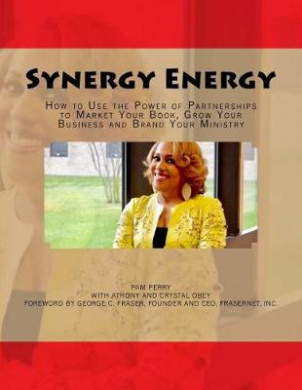 Synergy Energy
How to Use the Power of Partnerships
to Market Your Book, Grow Your
Business and Brand Your Ministry
PAM PERRY
WITH ATHONY AND CRYSTAL OBEY
FOREWORD BY GEORGE C. FRASER, FOUNDER AND CEO, FRASERNET, INC.